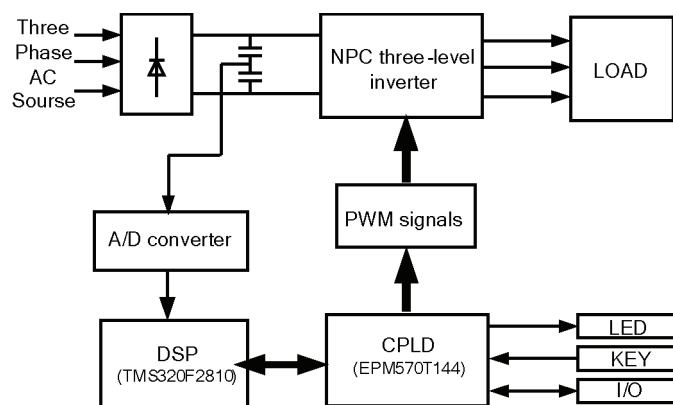 Three
Phase
AC
Sourse
NPC three-level
inverter
LOAD
A/D converter
PWM signals
DSP
(TMS320F2810)
CPLD
(EPM570T144)
LED
KEY
I/O